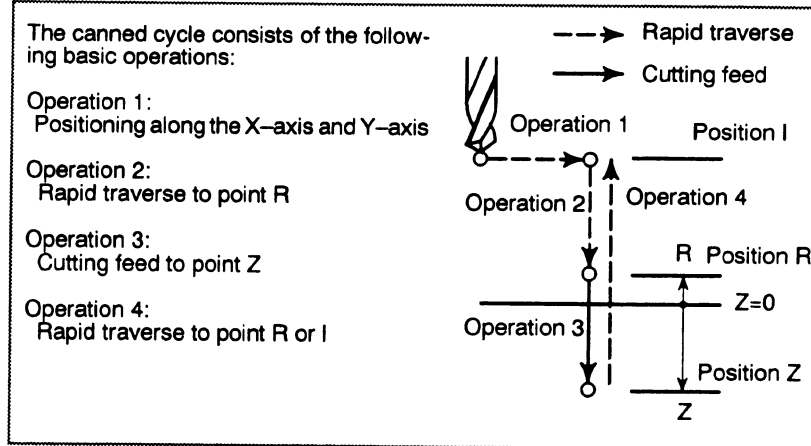 The canned cycle consists of the follow-
ing basic operations:
Operation 1:
Positioning along the X–axis and Y–axis
Operation 2:
Rapid traverse to point R
Operation 3:
Cutting feed to point Z
Operation 4:
Rapid traverse to point R or I
Rapid traverse
Cutting feed
Operation 1
Position I
Operation 2
Operation 4
R
Position R
Z=0
Operation 3
Position Z
Z